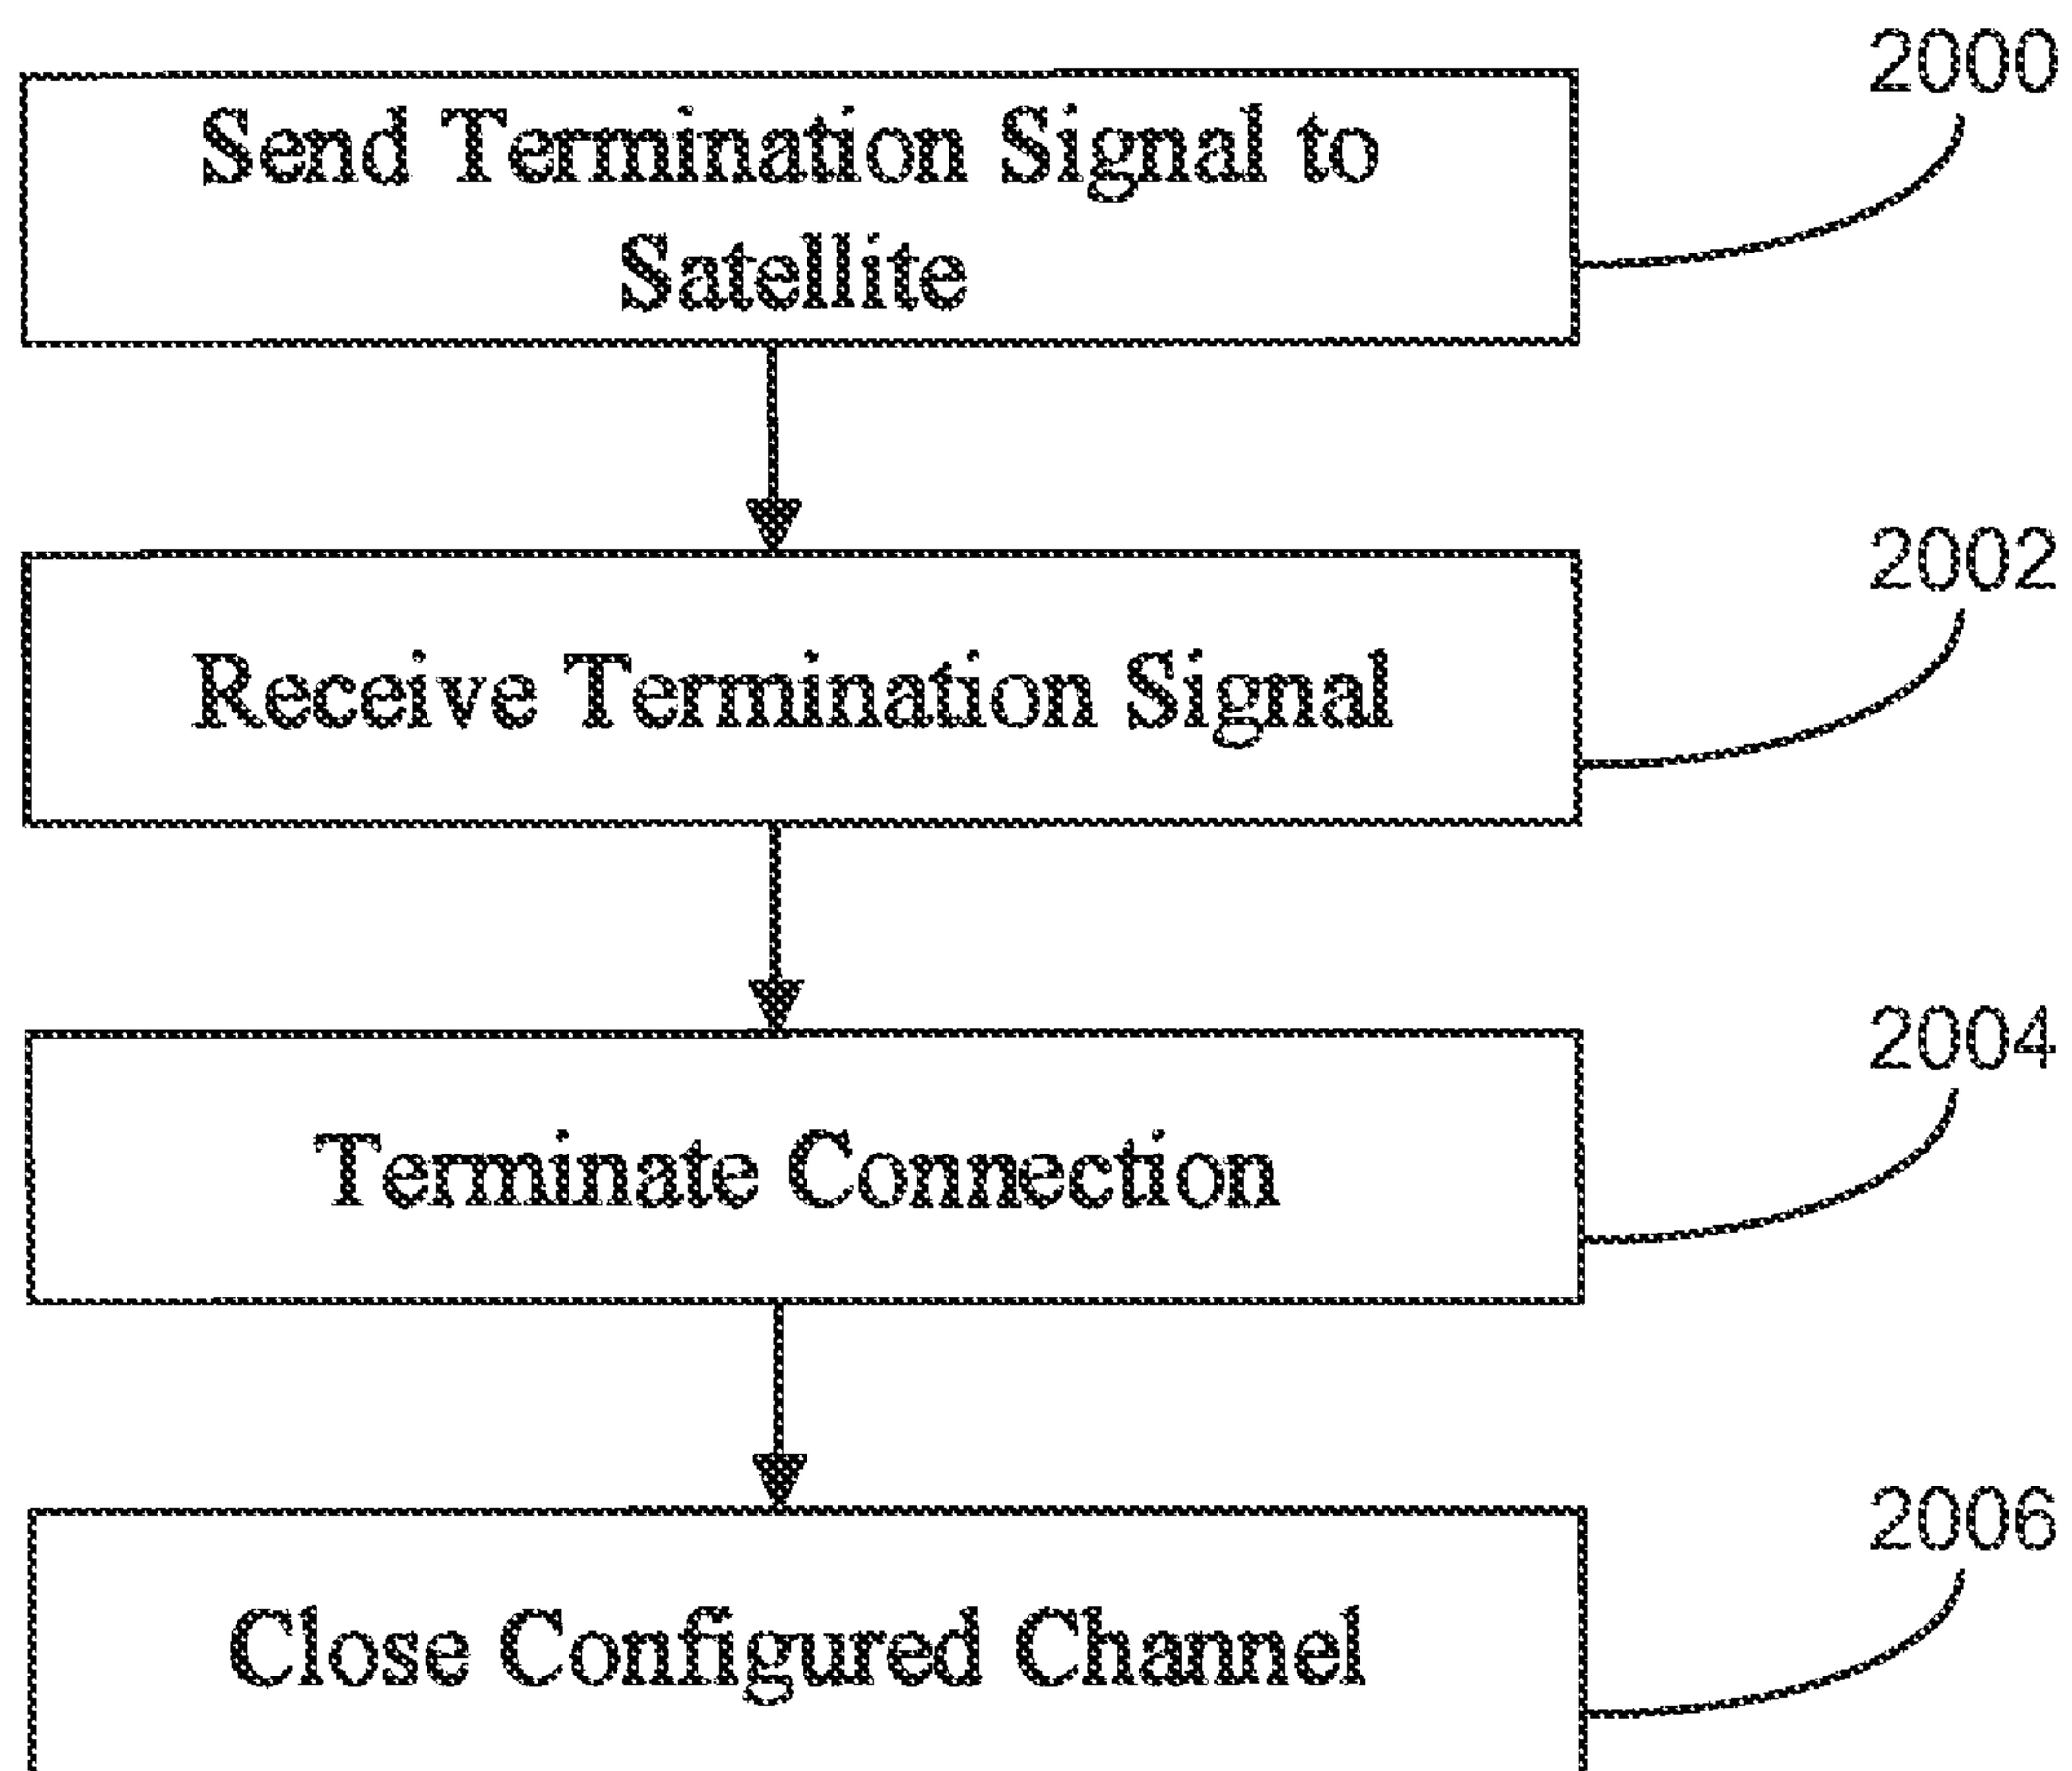 2000
Send Termination Signal to
Satellite
2002
Receive Termination Signal
2004
Terminate Connection
2006
Close Configured Channel